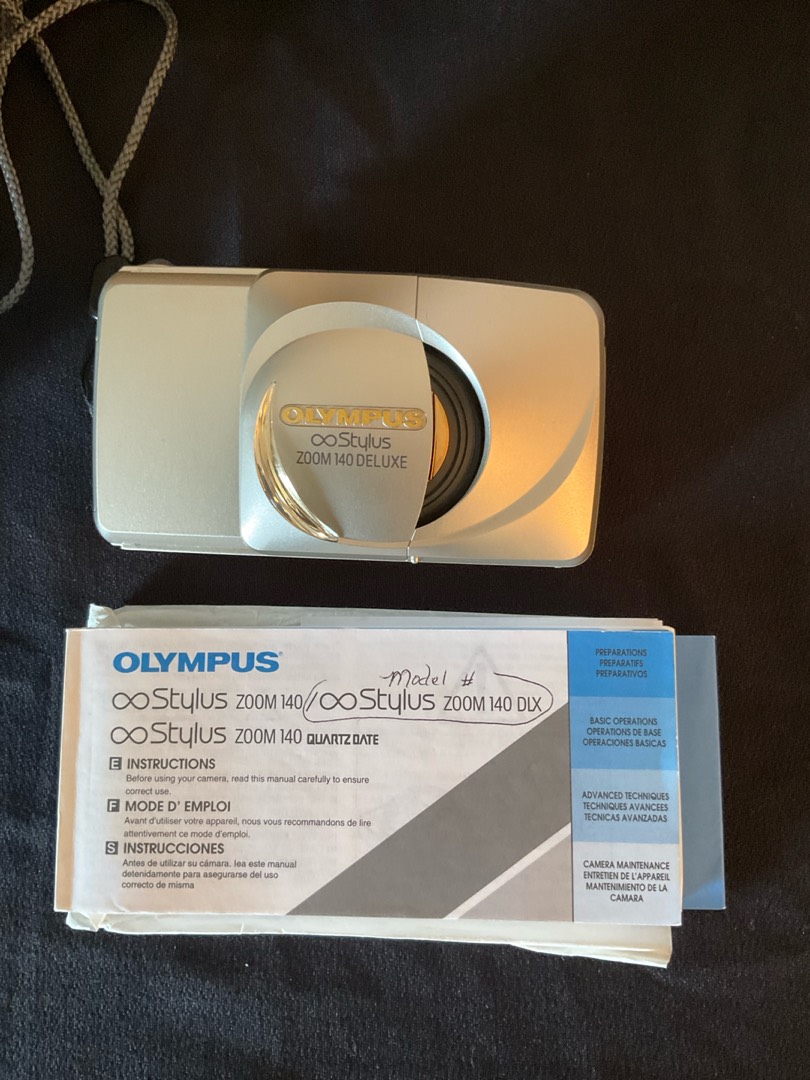 OLYMPUS
∞Stylus
ZOOM 140 DELUXE
OLYMPUS®
Model #
∞Stylus ZOOM 140/∞Stylus ZOOM 140 DLX
∞Stylus ZOOM 140 QUARTZ DATE
E INSTRUCTIONS
Before using your camera, read this manual carefully to ensure
correct use.
F MODE D' EMPLOI
Avant d'utiliser votre appareil, nous vous recommandons de lire
attentivement ce mode d'emploi.
S INSTRUCCIONES
Antes de utilizar su cámara. lea este manual
detenidamente para asegurarse del uso
correcto de misma
PREPARATIONS
PREPARATIFS
PREPARATIVOS
BASIC OPERATIONS
OPERATIONS DE BASE
OPERACIONES BASICAS
ADVANCED TECHNIQUES
TECHNIQUES AVANCEES
TECNICAS AVANZADAS
CAMERA MAINTENANCE
ENTRETIEN DE L'APPAREIL
MANTENIMIENTO DE LA
CAMARA